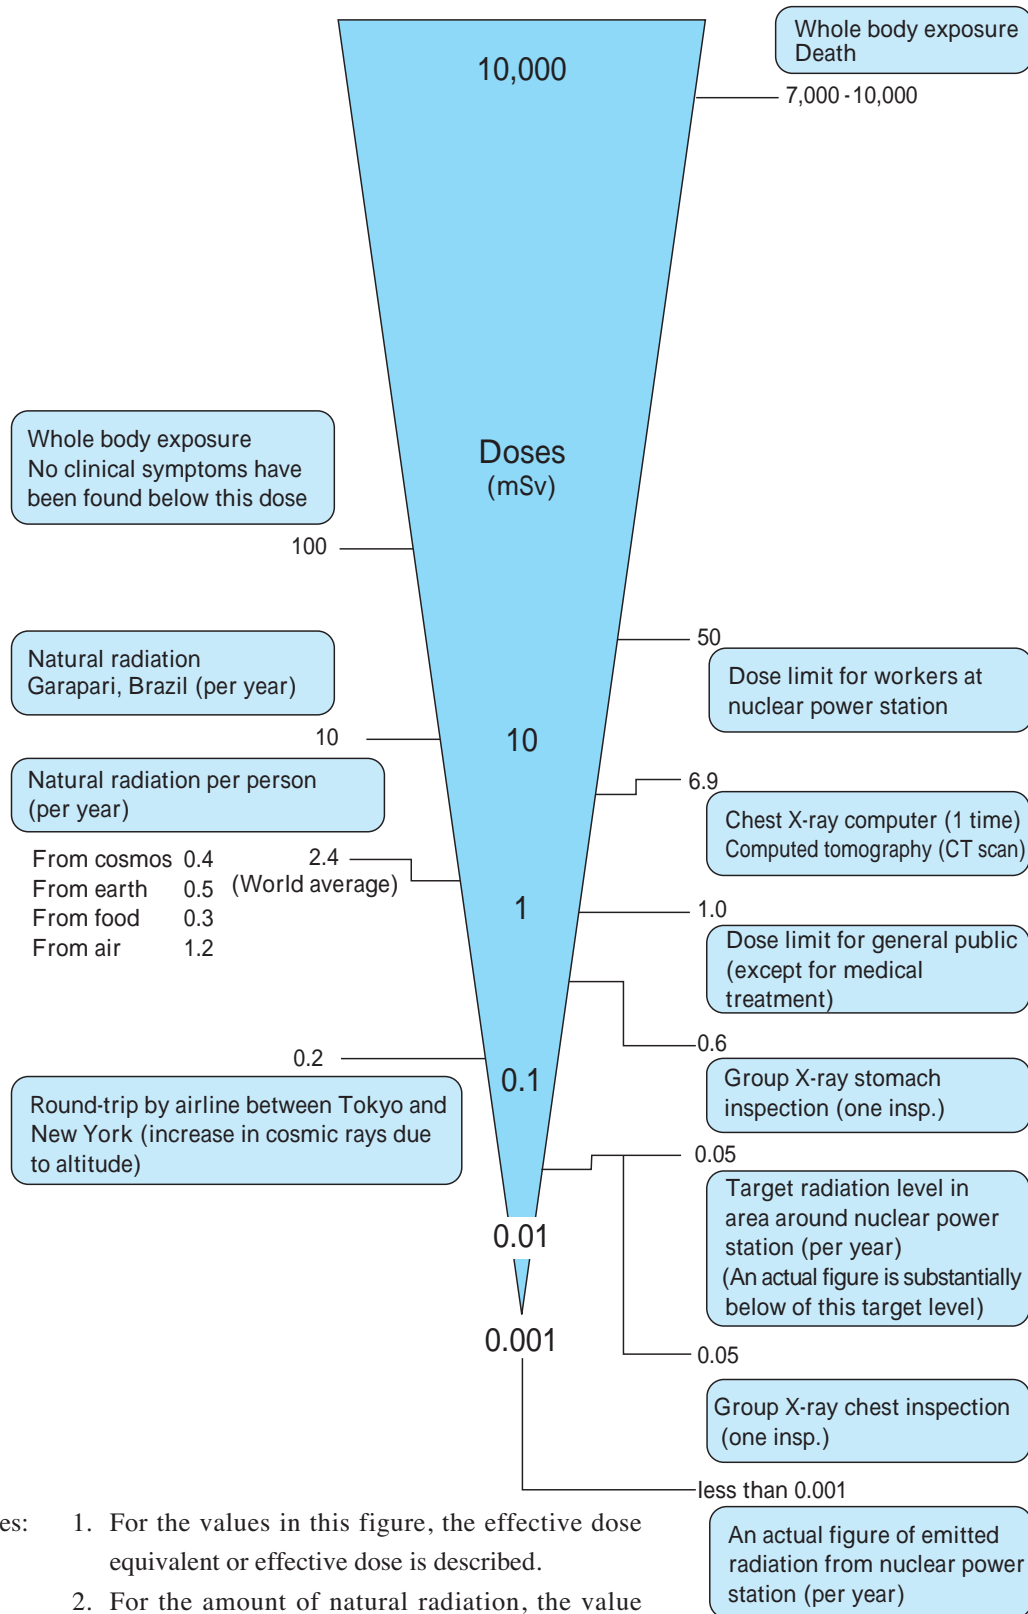 Whole body exposure
Death
10,000
7,000 - 10,000
Whole body exposure
No clinical symptoms have
been found below this dose
Doses
(mSv)
100
50
Natural radiation
Garapari, Brazil (per year)
Dose limit for workers at
nuclear power station
10
10
Natural radiation per person
(per year)
6.9
Chest X-ray computer (1 time)
Computed tomography (CT scan)
From cosmos 0.4
From earth 0.5
From food 0.3
From air 1.2
2.4
(World average)
1
1.0
Dose limit for general public
(except for medical
treatment)
0.2
0.6
0.1
Round-trip by airline between Tokyo and
New York (increase in cosmic rays due
to altitude)
Group X-ray stomach
inspection (one insp.)
0.05
Target radiation level in
area around nuclear power
station (per year)
(An actual figure is substantially
below of this target level)
0.01
0.001
0.05
Group X-ray chest inspection
(one insp.)
less than 0.001
An actual figure of emitted
radiation from nuclear power
station (per year)
es: 1. For the values in this figure, the effective dose
equivalent or effective dose is described.
2. For the amount of natural radiation, the value